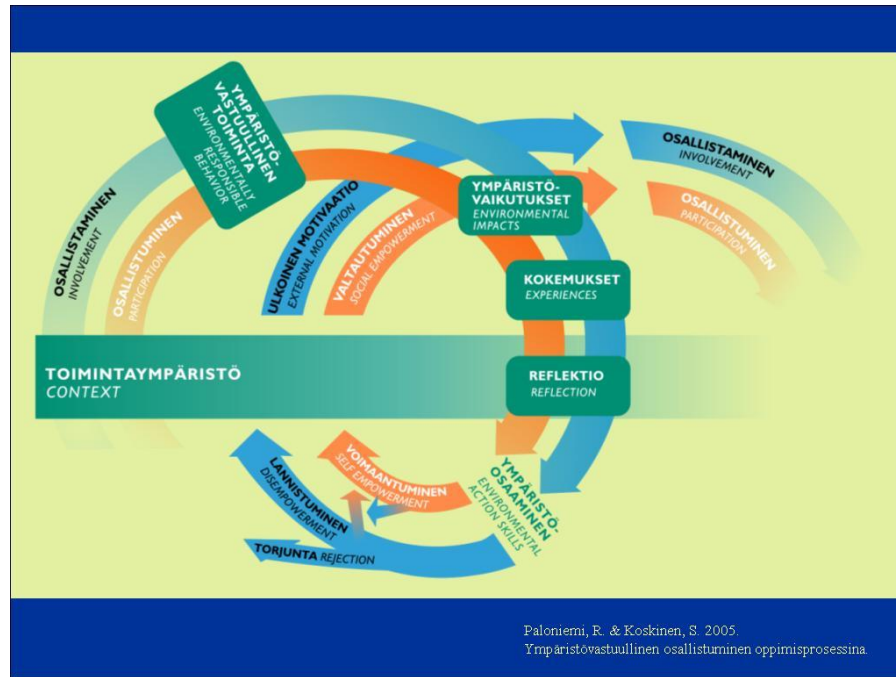 YMPÄRISTÖ-
VASTUULLINEN
TOIMINTA
ENVIRONMENTALLY
RESPONSIBLE
BEHAVIOR
OSALLISTAMINEN
INVOLVEMENT
OSALLISTUMINEN
PARTICIPATION
ULKOINEN MOTIVAATIO
EXTERNAL MOTIVATION
VALTAUTUMINEN
SOCIAL EMPOWERMENT
YMPÄRISTÖ-
VAIKUTUKSET
ENVIRONMENTAL
IMPACTS
OSALLISTAMINEN
INVOLVEMENT
OSALLISTUMINEN
PARTICIPATION
KOKEMUKSET
EXPERIENCES
TOIMINTAYMPÄRISTÖ
CONTEXT
REFLEKTIO
REFLECTION
LANNISTUMINEN
DISEMPOWERMENT
VOIMAANTUMINEN
SELF EMPOWERMENT
YMPÄRISTÖ-
OSAAMINEN
ENVIRONMENTAL
ACTION SKILLS
TORJUNTA REJECTION
Paloniemi, R. & Koskinen, S. 2005.
Ympäristövastuullinen osallistuminen oppimisprosessina.